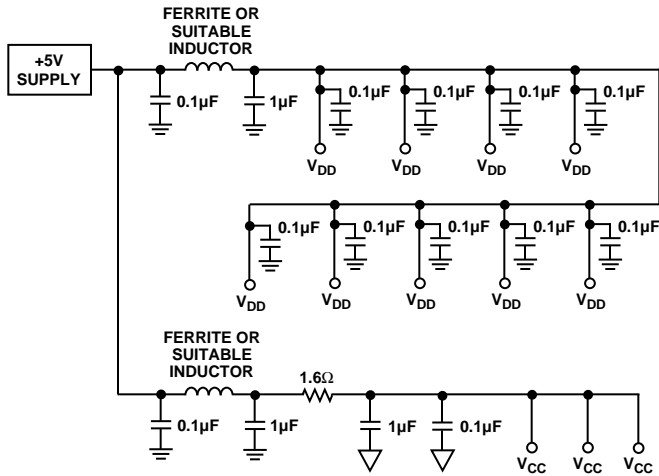 FERRITE OR
SUITABLE
INDUCTOR
+5V
SUPPLY
0.1µF
1µF
0.1µF
0.1µF
0.1µF
0.1µF
VDD
VDD
VDD
VDD
0.1µF
0.1µF
0.1µF
0.1µF
0.1µF
VDD
VDD
VDD
VDD
VDD
FERRITE OR
SUITABLE
INDUCTOR
1.6Ω
0.1µF
1µF
1µF
0.1µF
VCC
VCC
VCC